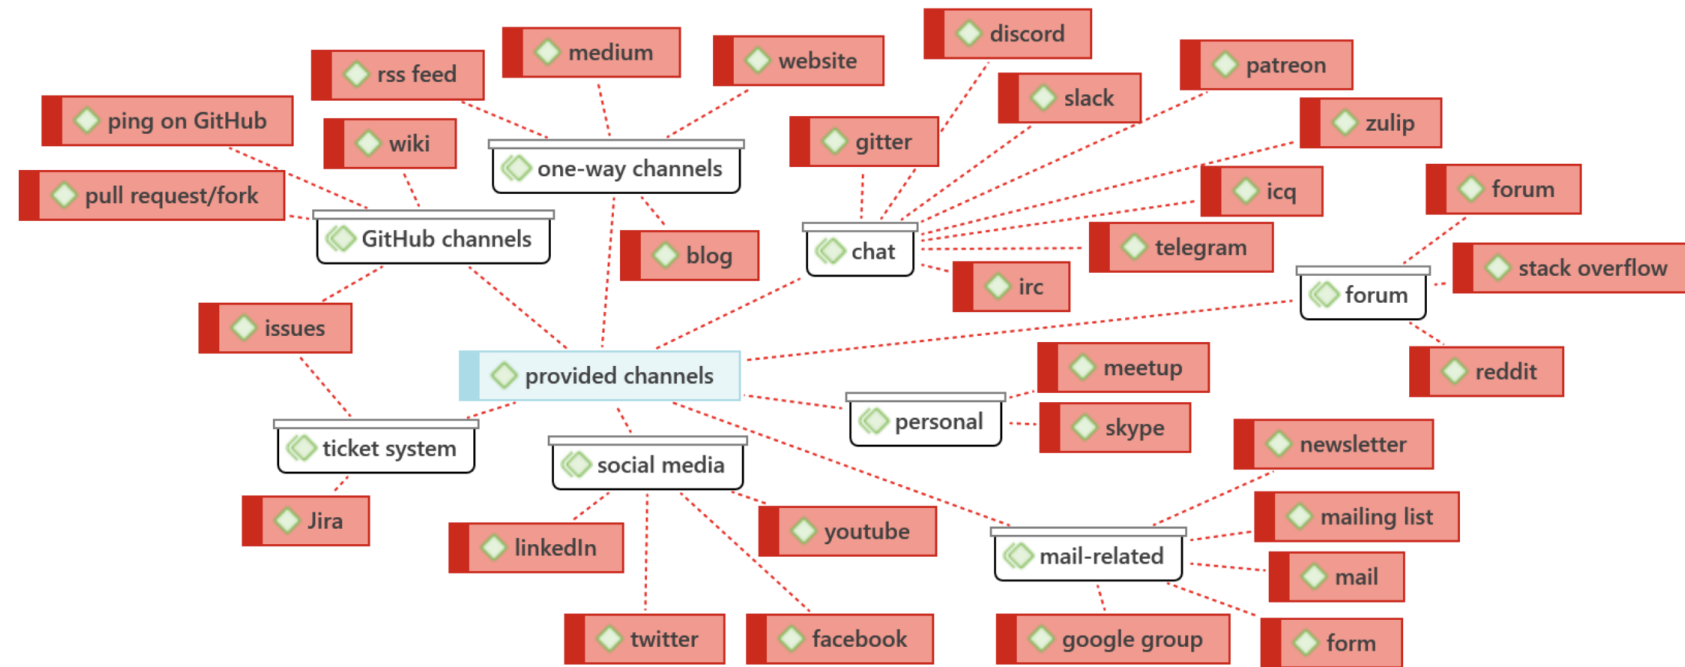 discord
medium
website
patreon
rss feed
slack
ping on GitHub
zulip
wiki
gitter
one-way channels
forum
icq
pull request/fork
GitHub channels
telegram
chat
blog
stack overflow
irc
forum
issues
meetup
reddit
provided channels
personal
skype
newsletter
ticket system
social media
mailing list
Jira
youtube
linkedIn
mail-related
mail
twitter
facebook
google group
form